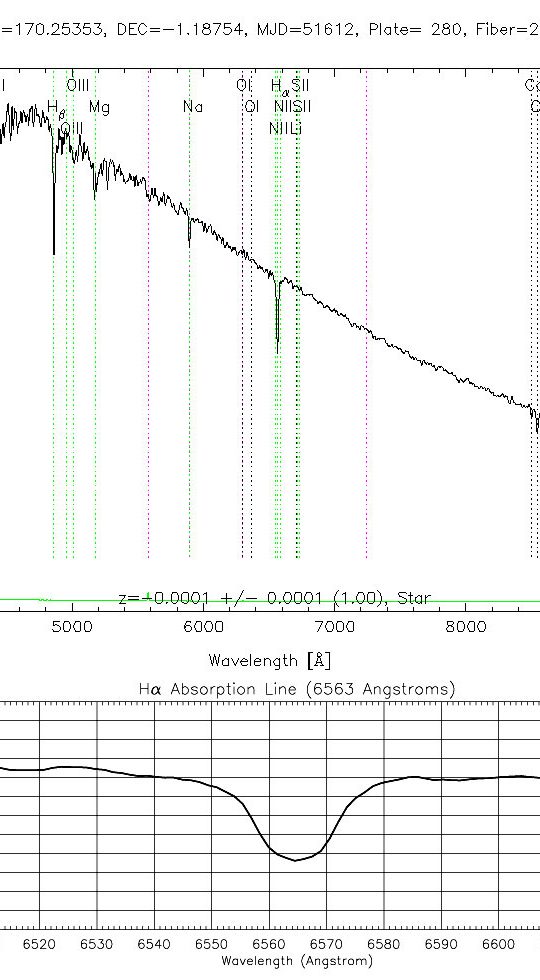 =170.25353, DEC=−1.18754, MJD=51612, Plate= 280, Fiber=2
I OIII OI Hα SII
Hβ Mg Na OI NII SII
OIII NII Li
z=−0.0001 +/− 0.0001 (1.00), Star
5000 6000 7000 8000
Wavelength [Å]
Hα Absorption Line (6563 Angstroms)
6520 6530 6540 6550 6560 6570 6580 6590 6600
Wavelength (Angstrom)